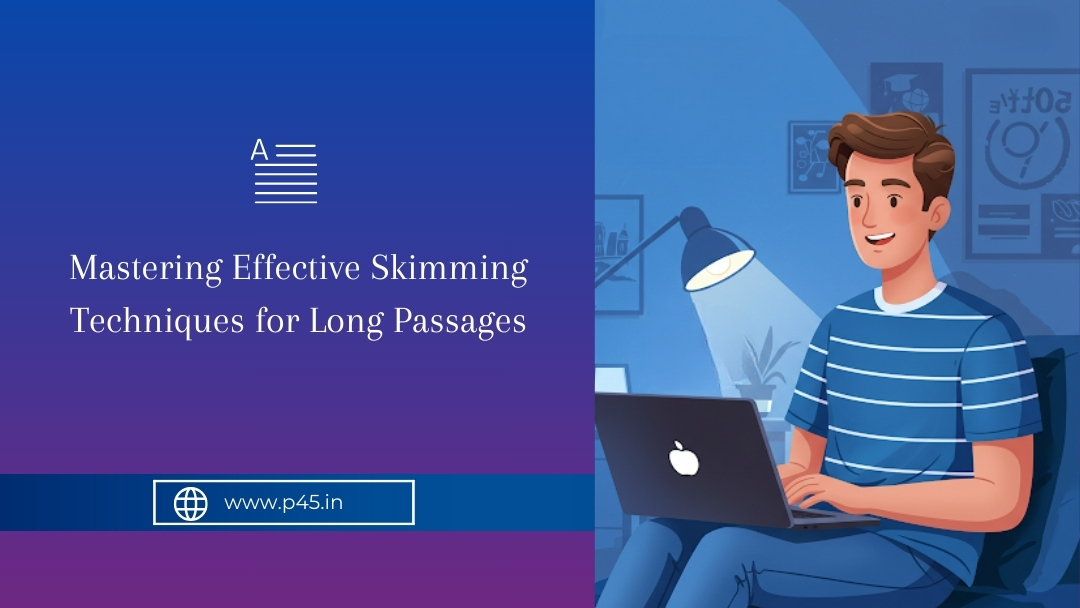 A
Mastering Effective Skimming
Techniques for Long Passages
www.p45.in